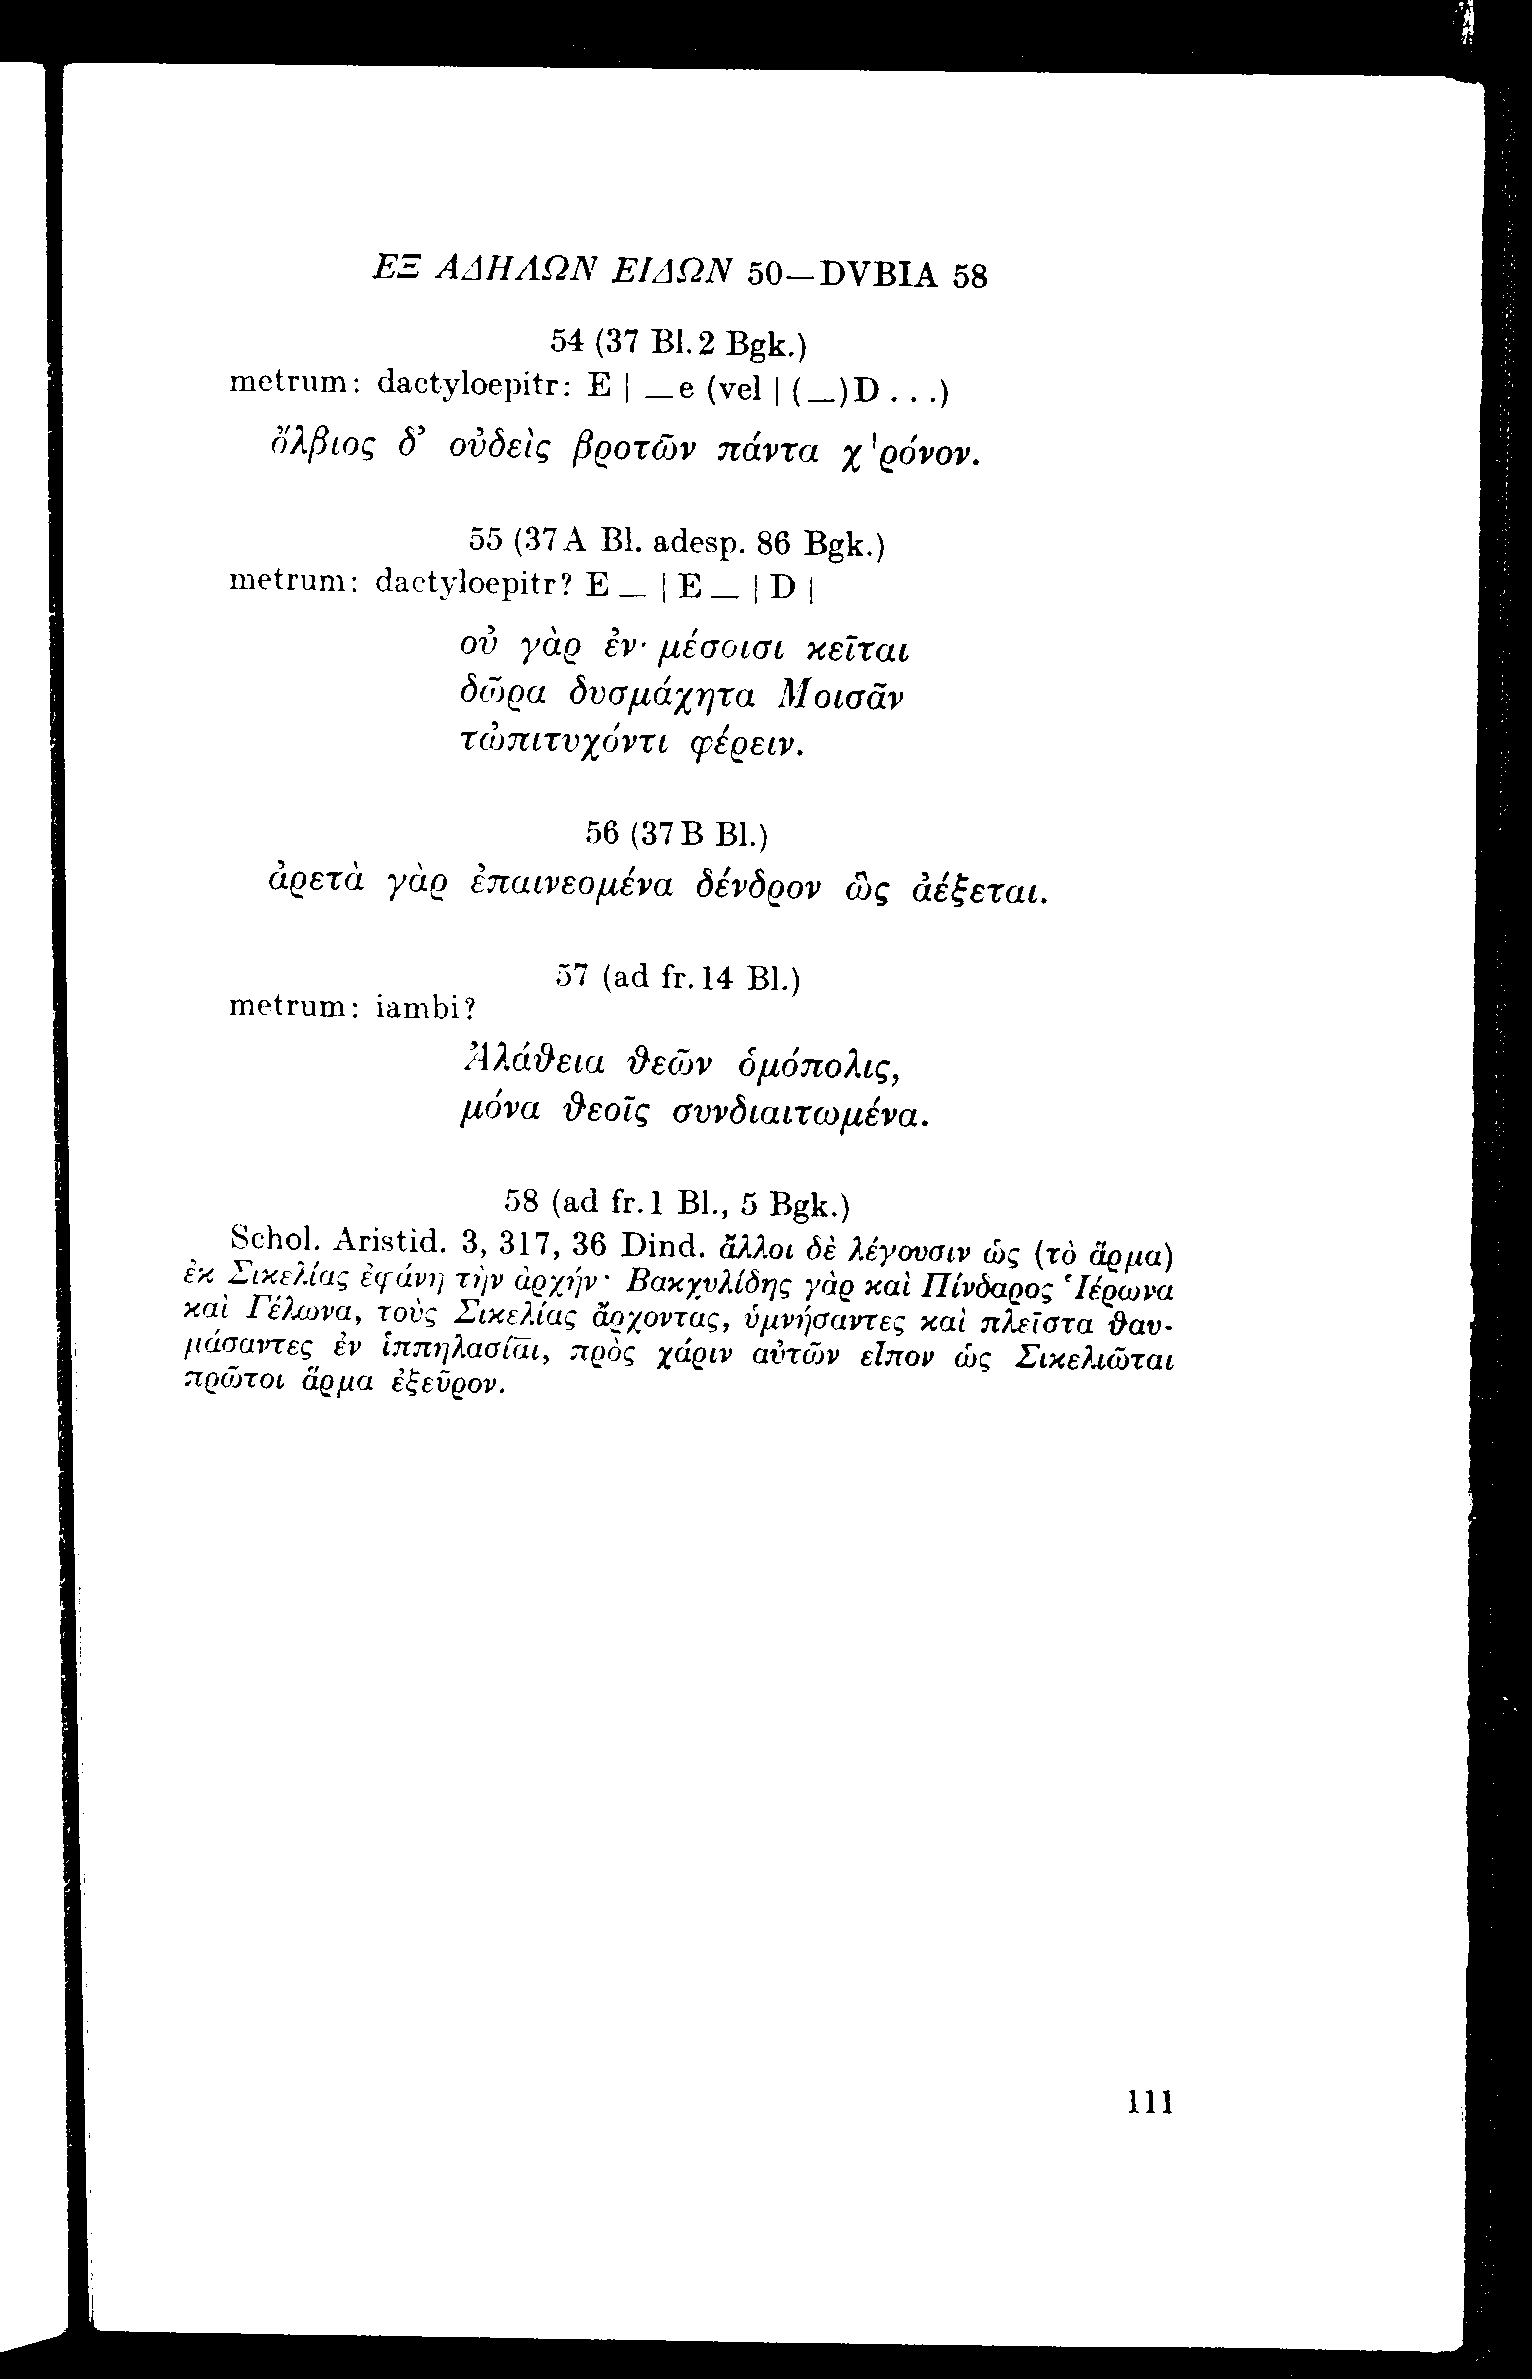 ΕΞ ΑΔΗΛΩΝ ΕΙΔΩΝ 50—DVBIA 58
54 (37 Bl. 2 Bgk.)
metrum: dactyloepitr: E | _e (vel | (_)D . . .)
ὄλβιος δ’ οὐδεὶς βροτῶν πάντα χ'ρόνον.
55 (37A Bl. adesp. 86 Bgk.)
metrum: dactyloepitr? E _ | E _ | D |
οὐ γὰρ ἐν· μέσοισι κεῖται
δῶρα δυσμάχητα Μοισᾶν
τὠπιτυχόντι φέρειν.
56 (37B Bl.)
ἀρετὰ γὰρ ἐπαινεομένα δένδρον ὣς ἀέξεται.
57 (ad fr. 14 Bl.)
metrum: iambi?
Ἀλάθεια θεῶν ὁμόπολις,
μόνα θεοῖς συνδιαιτωμένα.
58 (ad fr. 1 Bl., 5 Bgk.)
Schol. Aristid. 3, 317, 36 Dind. ἄλλοι δὲ λέγουσιν ὡς (τὸ ἅρμα)
ἐκ Σικελίας ἐφάνη τὴν ἀρχήν· Βακχυλίδης γὰρ καὶ Πίνδαρος Ἱέρωνα
καὶ Γέλωνα, τοὺς Σικελίας ἄρχοντας, ὑμνήσαντες καὶ πλεῖστα θαυ-
μάσαντες ἐν ἱππηλασίαι, πρὸς χάριν αὐτῶν εἶπον ὡς Σικελιῶται
πρῶτοι ἅρμα ἐξεῦρον.
111